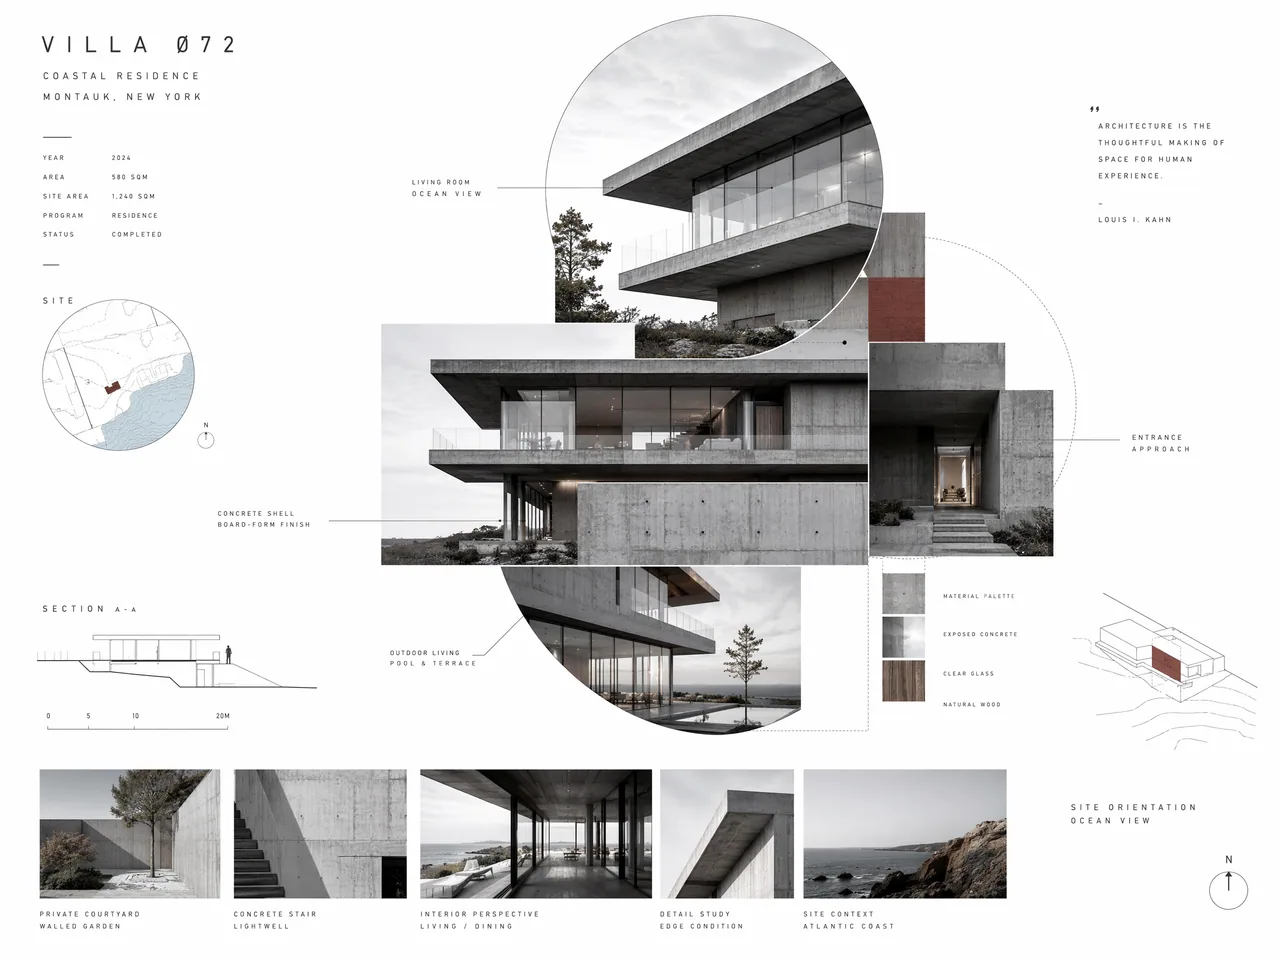 VILLA Ø72
COASTAL RESIDENCE
MONTAUK, NEW YORK
YEAR 2024
AREA 580 SQM
SITE AREA 1,240 SQM
PROGRAM RESIDENCE
STATUS COMPLETED
SITE
N
LIVING ROOM
OCEAN VIEW
"
ARCHITECTURE IS THE
THOUGHTFUL MAKING OF
SPACE FOR HUMAN
EXPERIENCE.
–
LOUIS I. KAHN
ENTRANCE
APPROACH
CONCRETE SHELL
BOARD-FORM FINISH
SECTION A-A
0 5 10 20M
OUTDOOR LIVING
POOL & TERRACE
MATERIAL PALETTE
EXPOSED CONCRETE
CLEAR GLASS
NATURAL WOOD
PRIVATE COURTYARD
WALLED GARDEN
CONCRETE STAIR
LIGHTWELL
INTERIOR PERSPECTIVE
LIVING / DINING
DETAIL STUDY
EDGE CONDITION
SITE CONTEXT
ATLANTIC COAST
SITE ORIENTATION
OCEAN VIEW
N